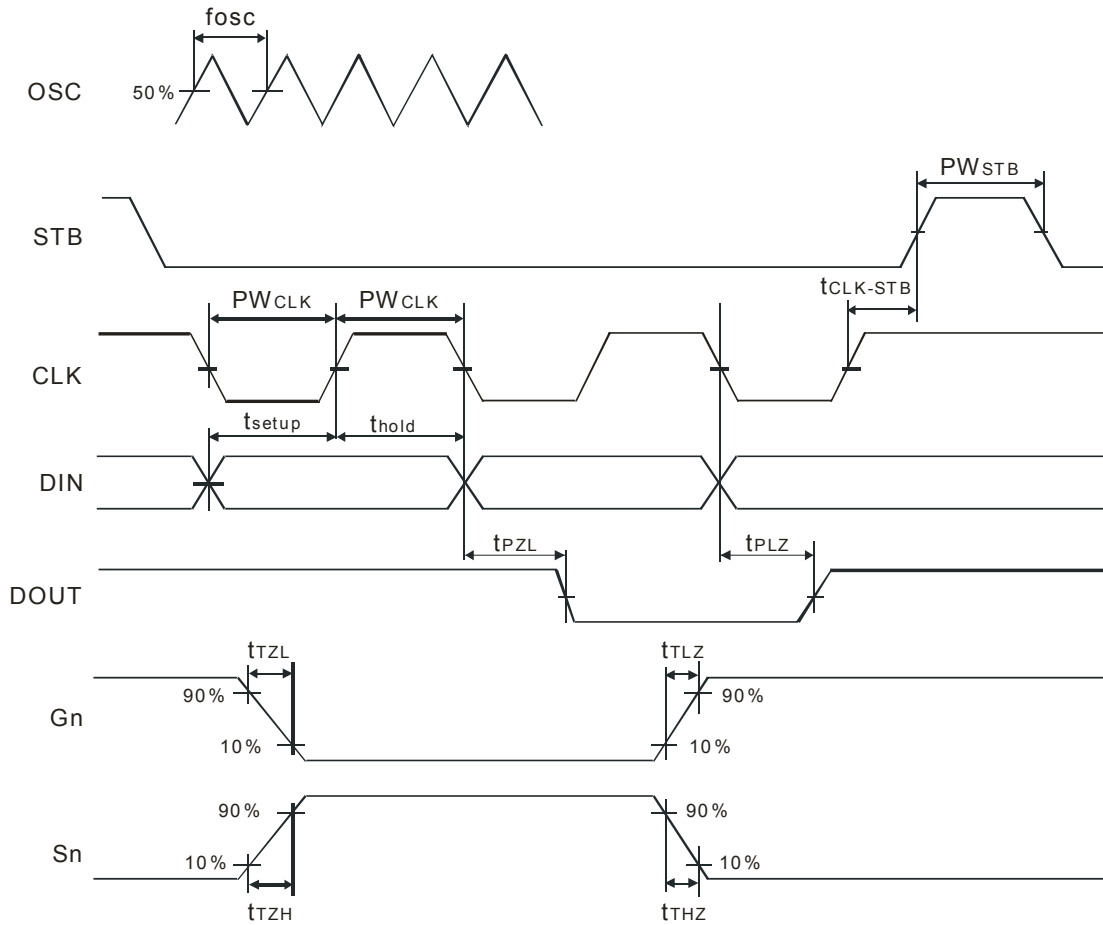 fosc
OSC
50%
PWSTB
STB
tCLK-STB
PWCLK PWCLK
CLK
tsetup thold
DIN
tPZL tPLZ
DOUT
tTZL tTLZ
90% 90%
Gn
10% 10%
90% 90%
Sn
10% 10%
tTZH tTHZ